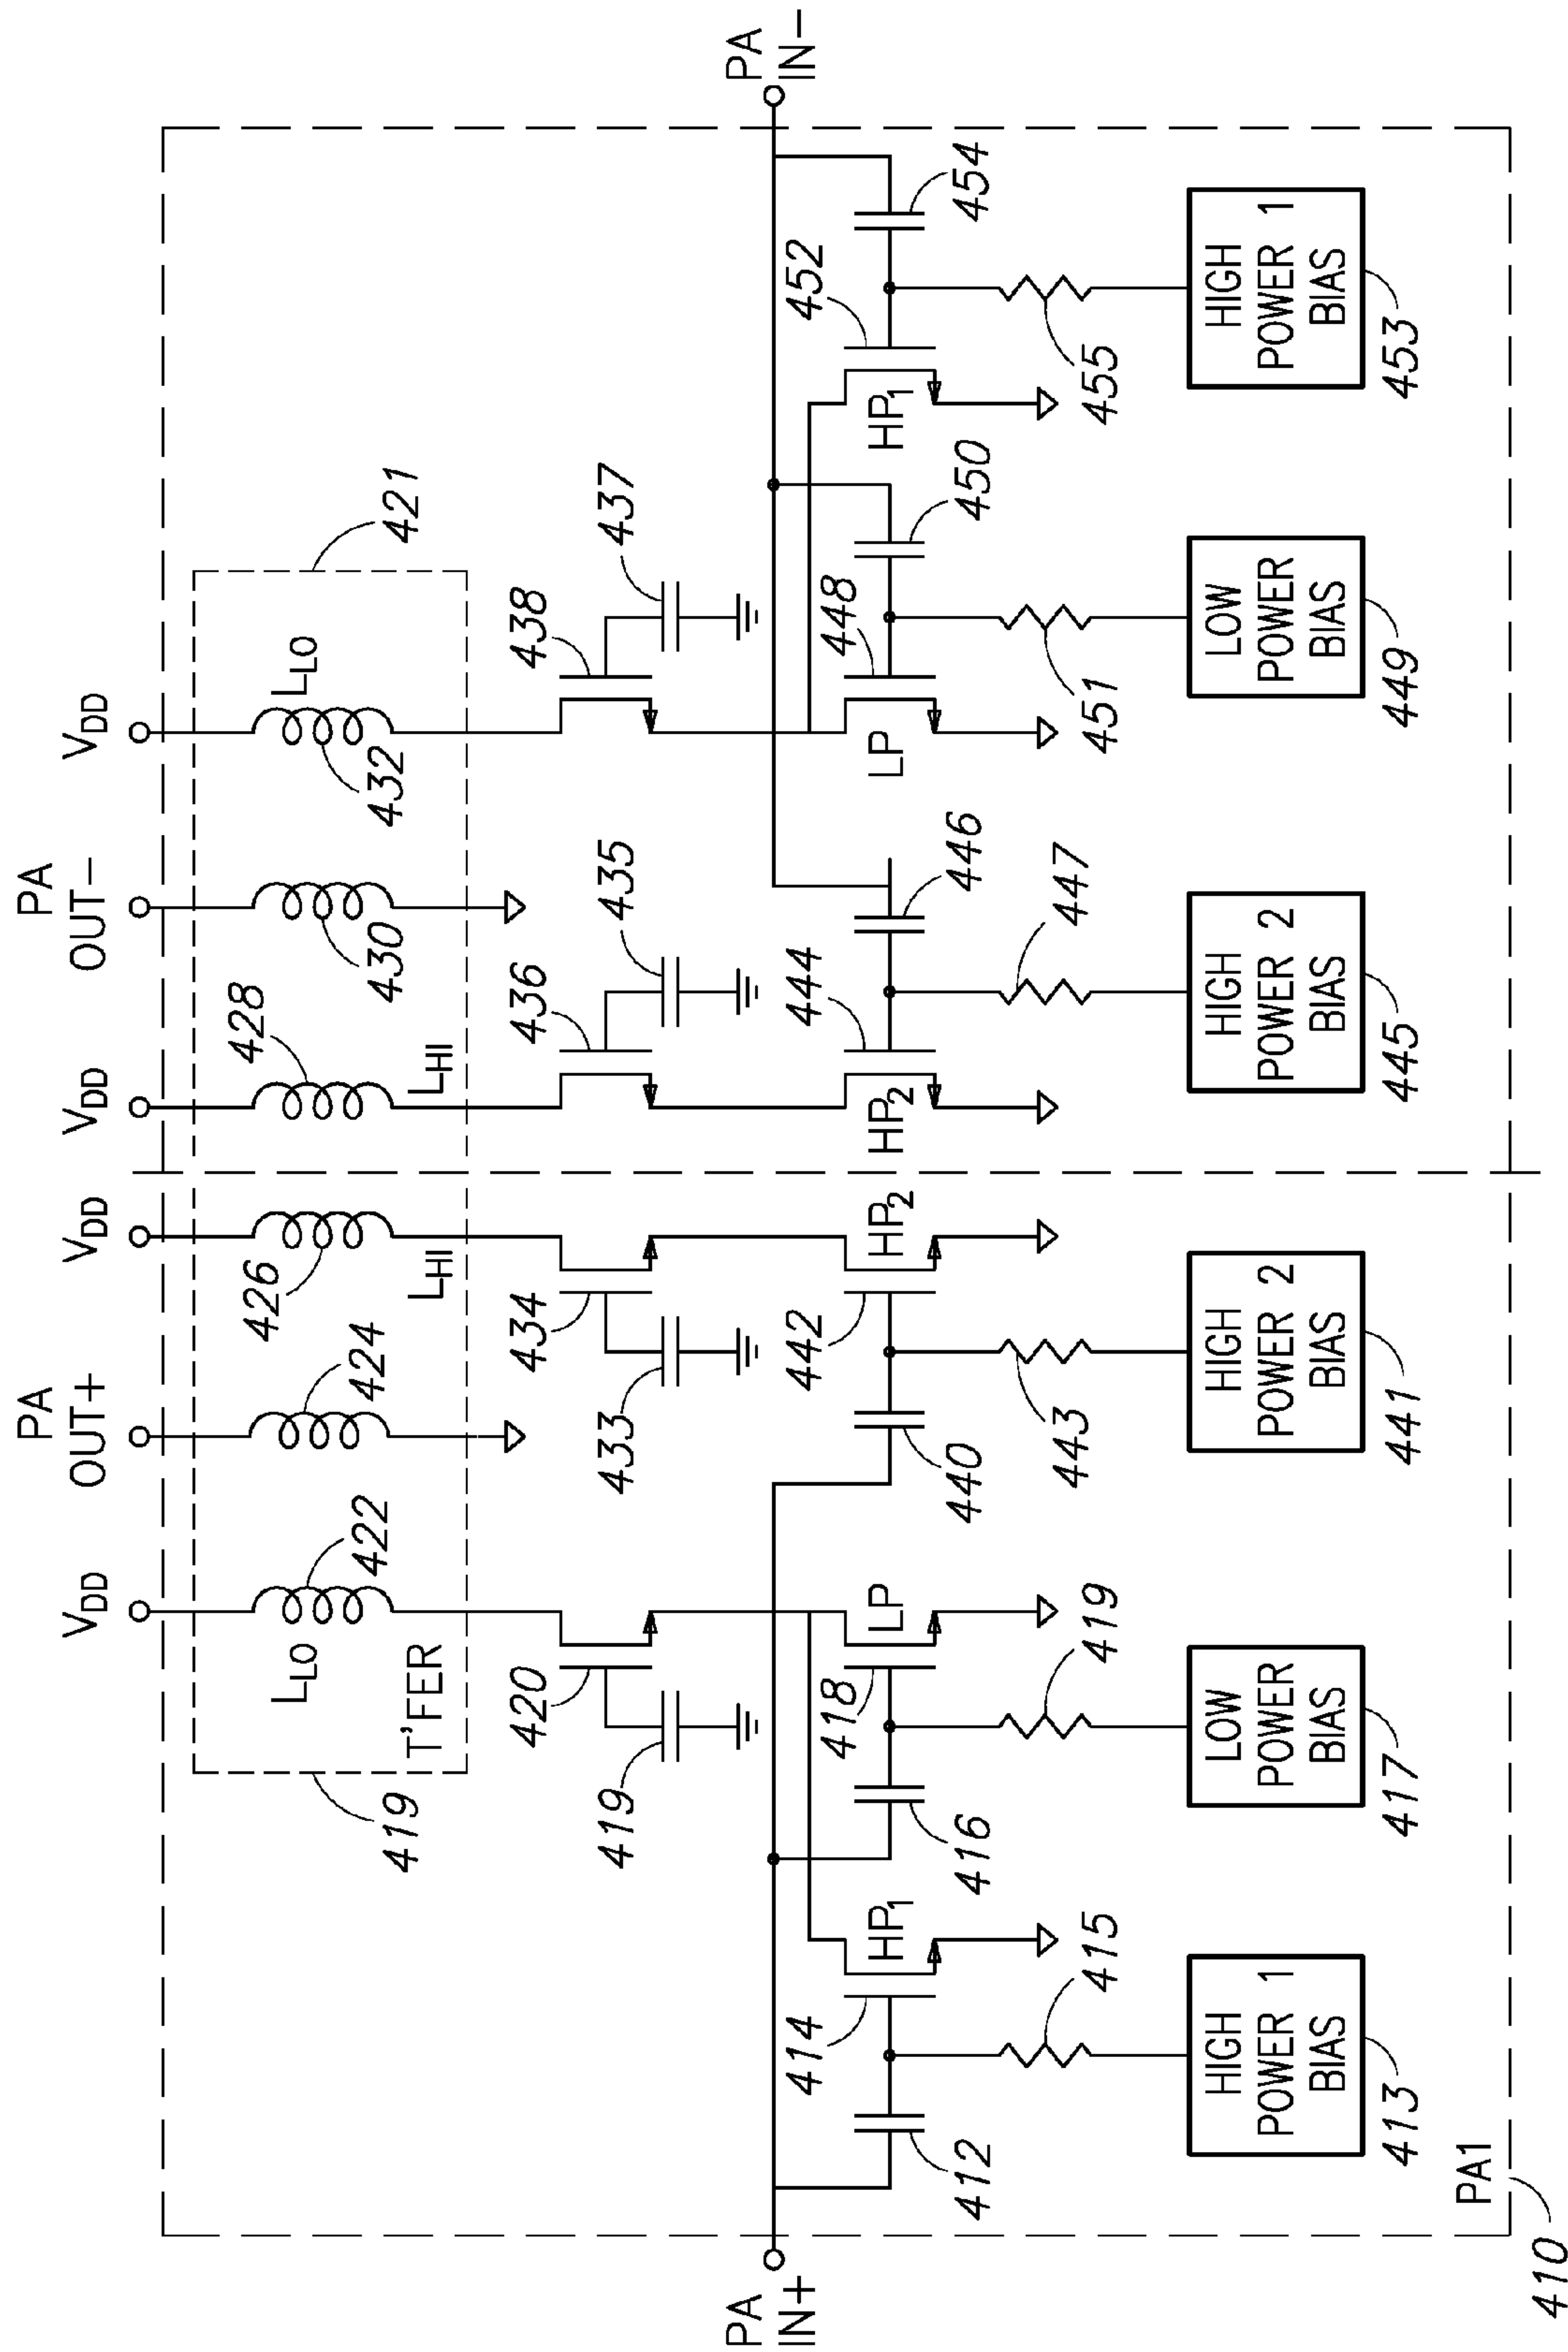 PA
OUT+
PA
OUT−
VDD
VDD
VDD
VDD
LLO
422
424
426
LHI
428
LHI
430
432
LLO
421
T'FER
419
420
419
434
433
436
435
438
437
PA
IN+
PA
IN−
414
HP1
418
LP
442
HP2
HP2
444
LP
448
HP1
452
412
416
440
446
450
454
415
419
443
447
451
455
HIGH
POWER 1
BIAS
413
LOW
POWER
BIAS
417
HIGH
POWER 2
BIAS
441
HIGH
POWER 2
BIAS
445
LOW
POWER
BIAS
449
HIGH
POWER 1
BIAS
453
PA1
410